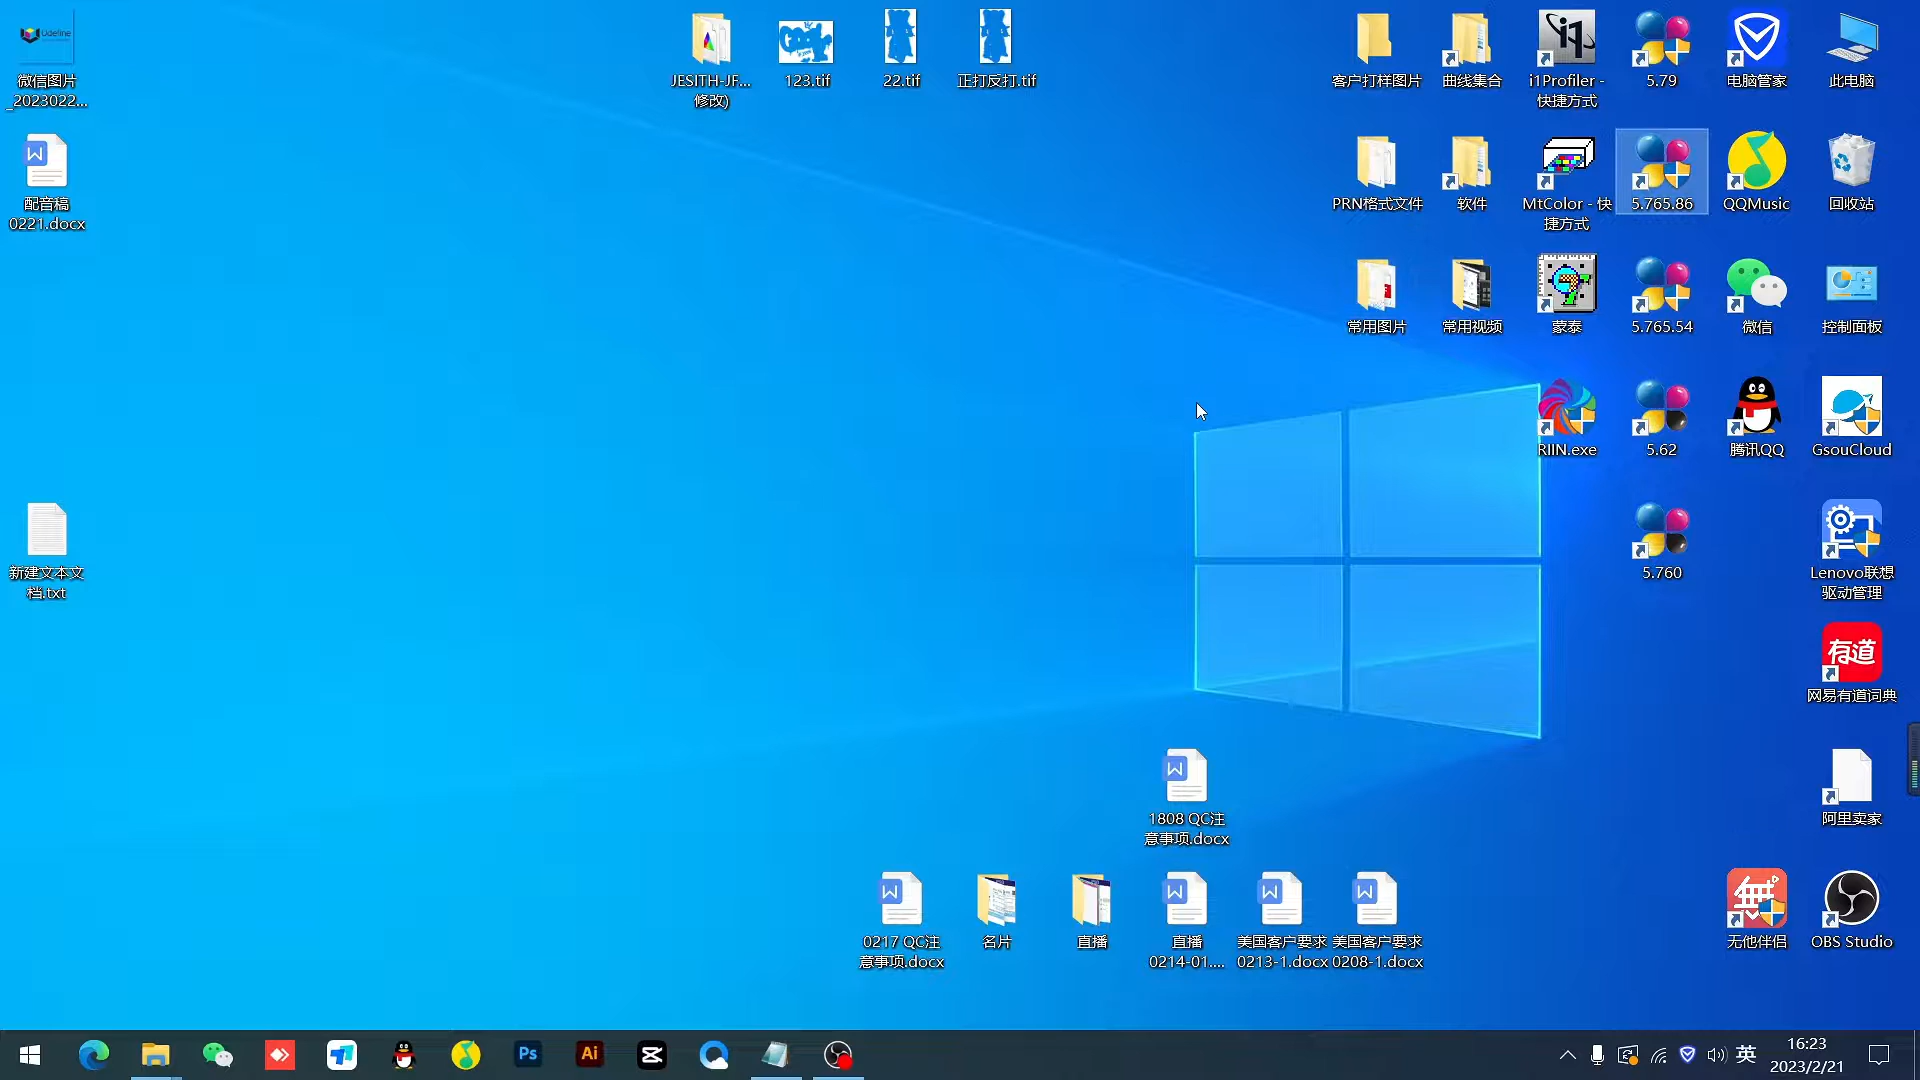 Udeline
微信图片
_2023022...
配音稿
0221.docx
新建文本文
档.txt
JESITH-JF...
修改)
123.tif
22.tif
正打反打.tif
客户打样图片
曲线集合
i1Profiler -
快捷方式
5.79
电脑管家
此电脑
PRN格式文件
软件
MtColor - 快
捷方式
5.765.86
QQMusic
回收站
常用图片
常用视频
蒙泰
5.765.54
微信
控制面板
RIIN.exe
5.62
腾讯QQ
GsouCloud
5.760
Lenovo联想
驱动管理
有道
网易有道词典
1808 QC注
意事项.docx
阿里卖家
0217 QC注
意事项.docx
名片
直播
直播
0214-01....
美国客户要求
0213-1.docx
美国客户要求
0208-1.docx
无他伴侣
OBS Studio
Ps
Ai
英
16:23
2023/2/21